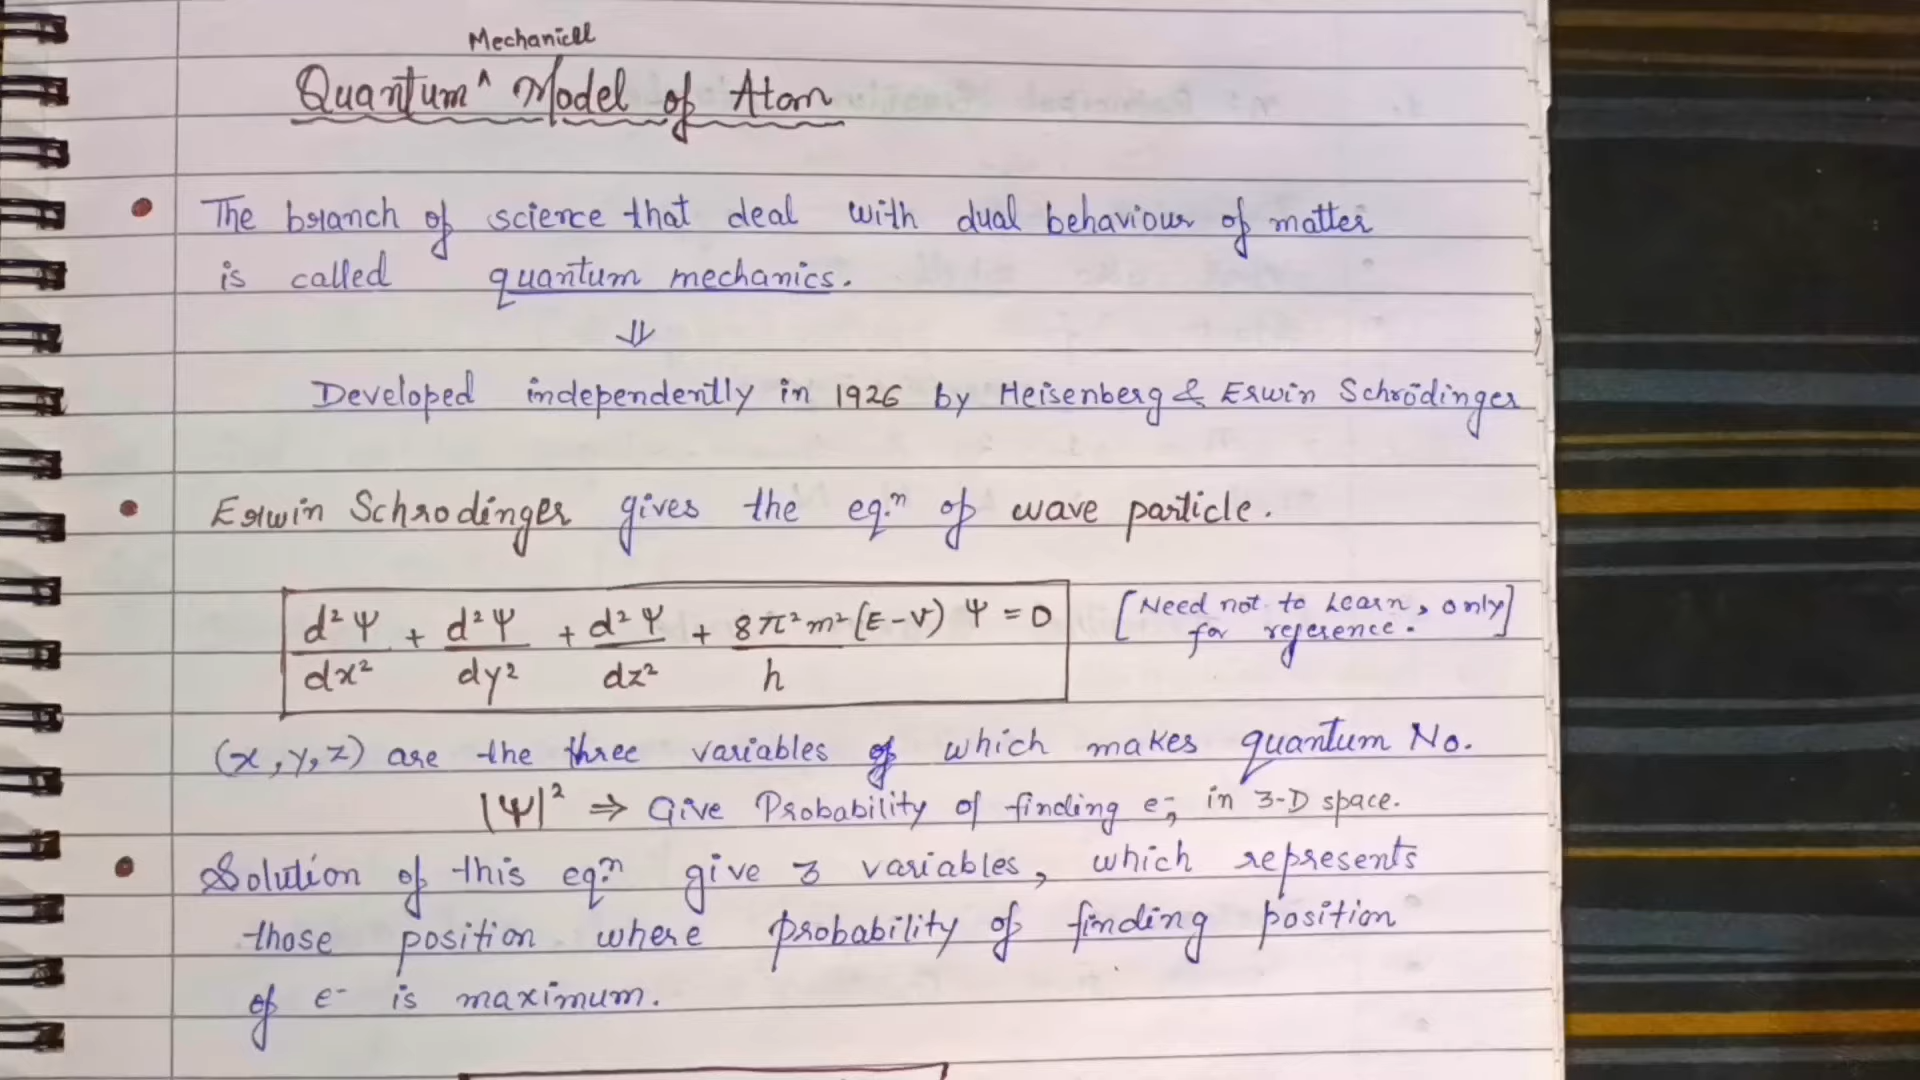 Mechanicll
Quantum ^ Model of Atom
The branch of science that deal with dual behaviour of matter
is called quantum mechanics.
⇓
Developed independently in 1926 by Heisenberg & Erwin Schrödinger
Erwin Schrodinger gives the eq.ⁿ of wave particle.
d²Ψ/dx² + d²Ψ/dy² + d²Ψ/dz² + 8π²m²/h (E-V) Ψ = 0
[Need not to Learn, only
for reference.]
(x, y, z) are the three variables of which makes quantum No.
|Ψ|² ⇒ Give Probability of finding e⁻, in 3-D space.
Solution of this eq.ⁿ give 3 variables, which represents
those position where probability of finding position
of e⁻ is maximum.